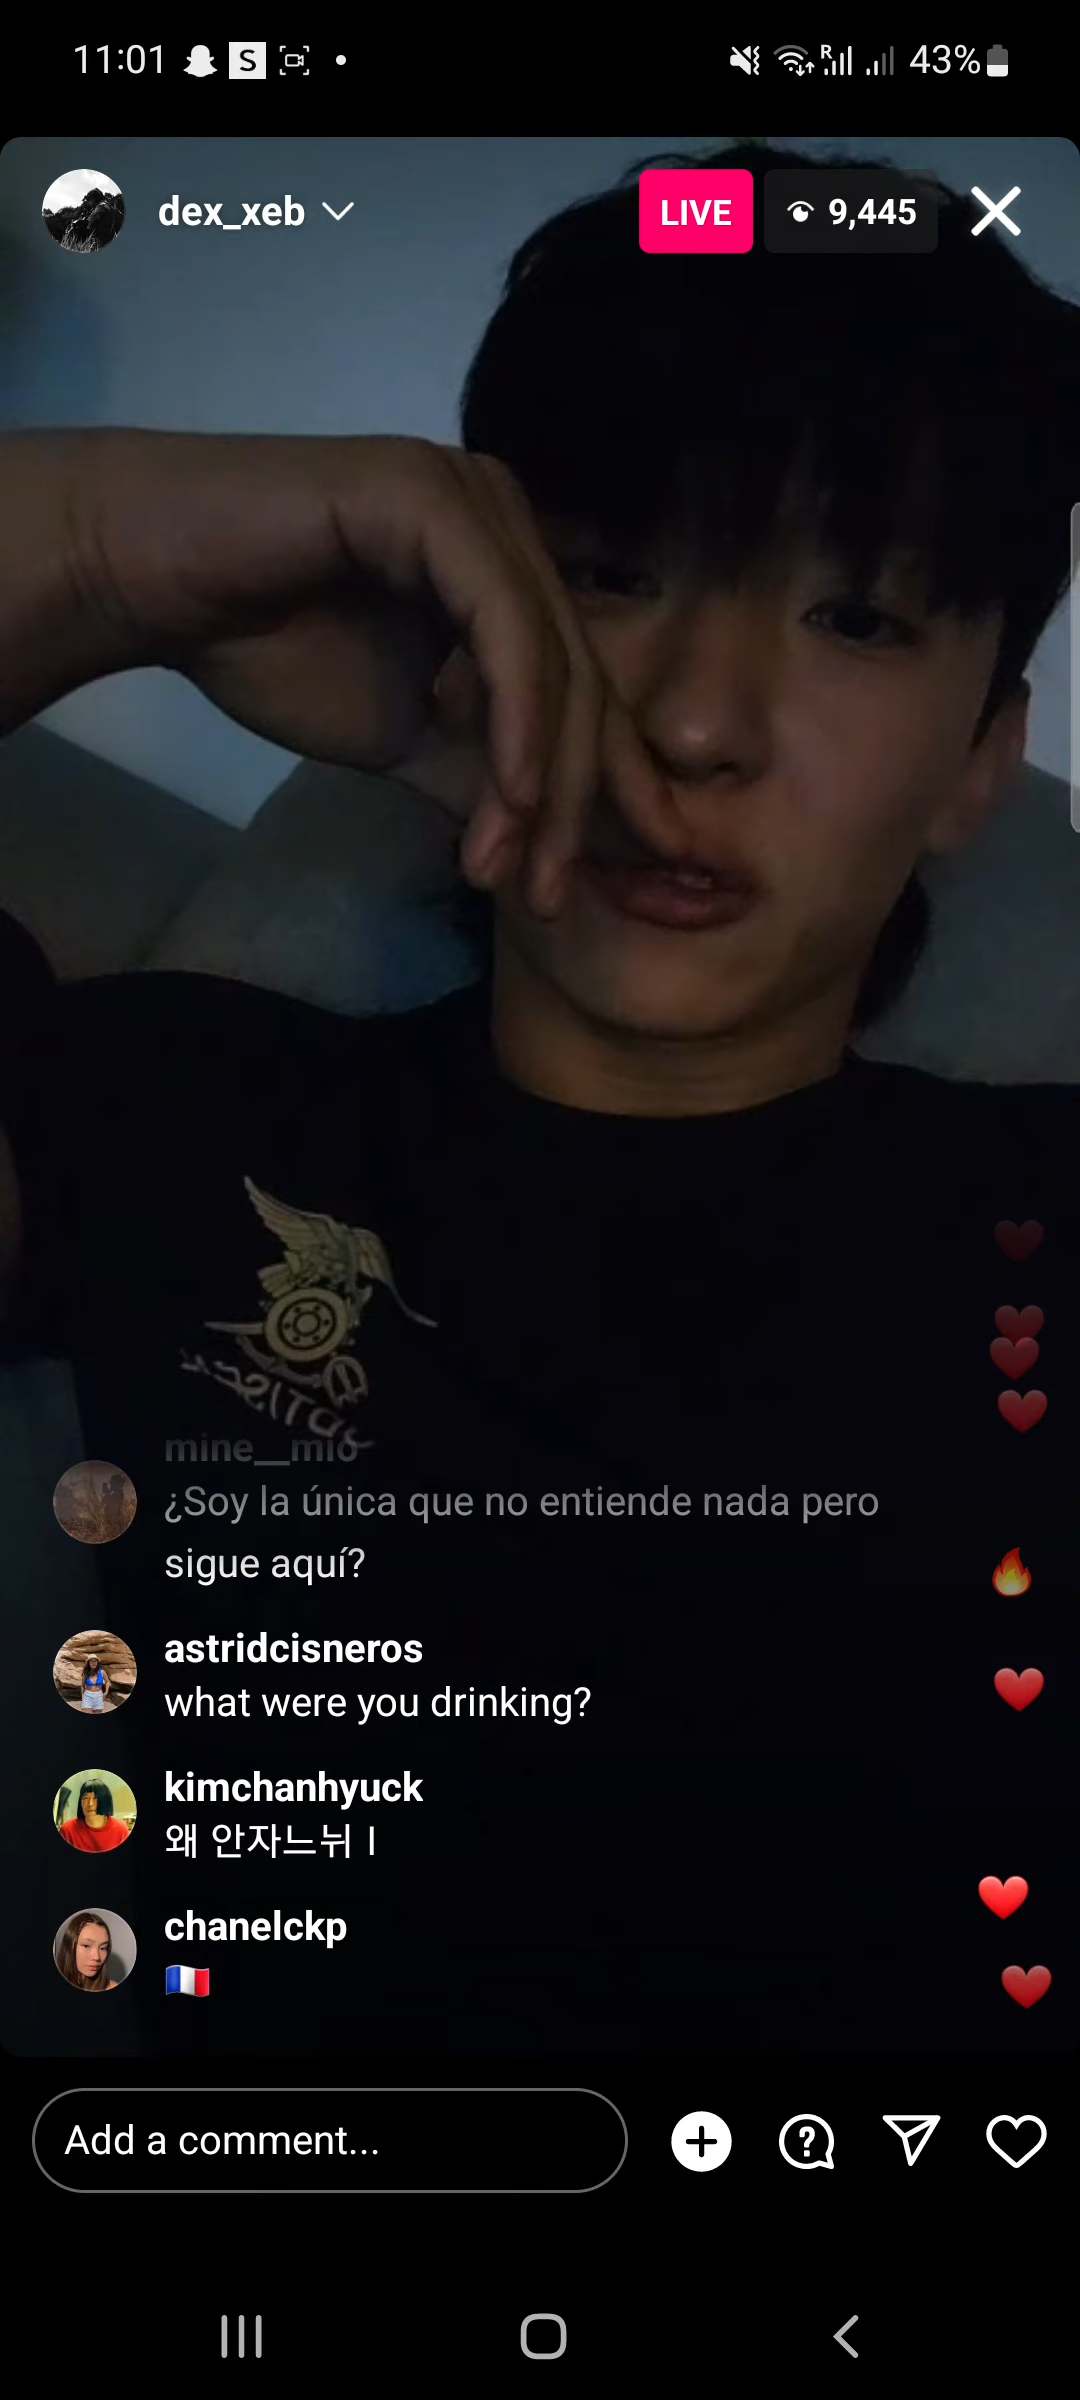 11:01 S R 43%
dex_xeb LIVE 9,445
mine__mio
¿Soy la única que no entiende nada pero
sigue aquí?
astridcisneros
what were you drinking?
kimchanhyuck
왜 안자느뉘ㅣ
chanelckp
Add a comment...